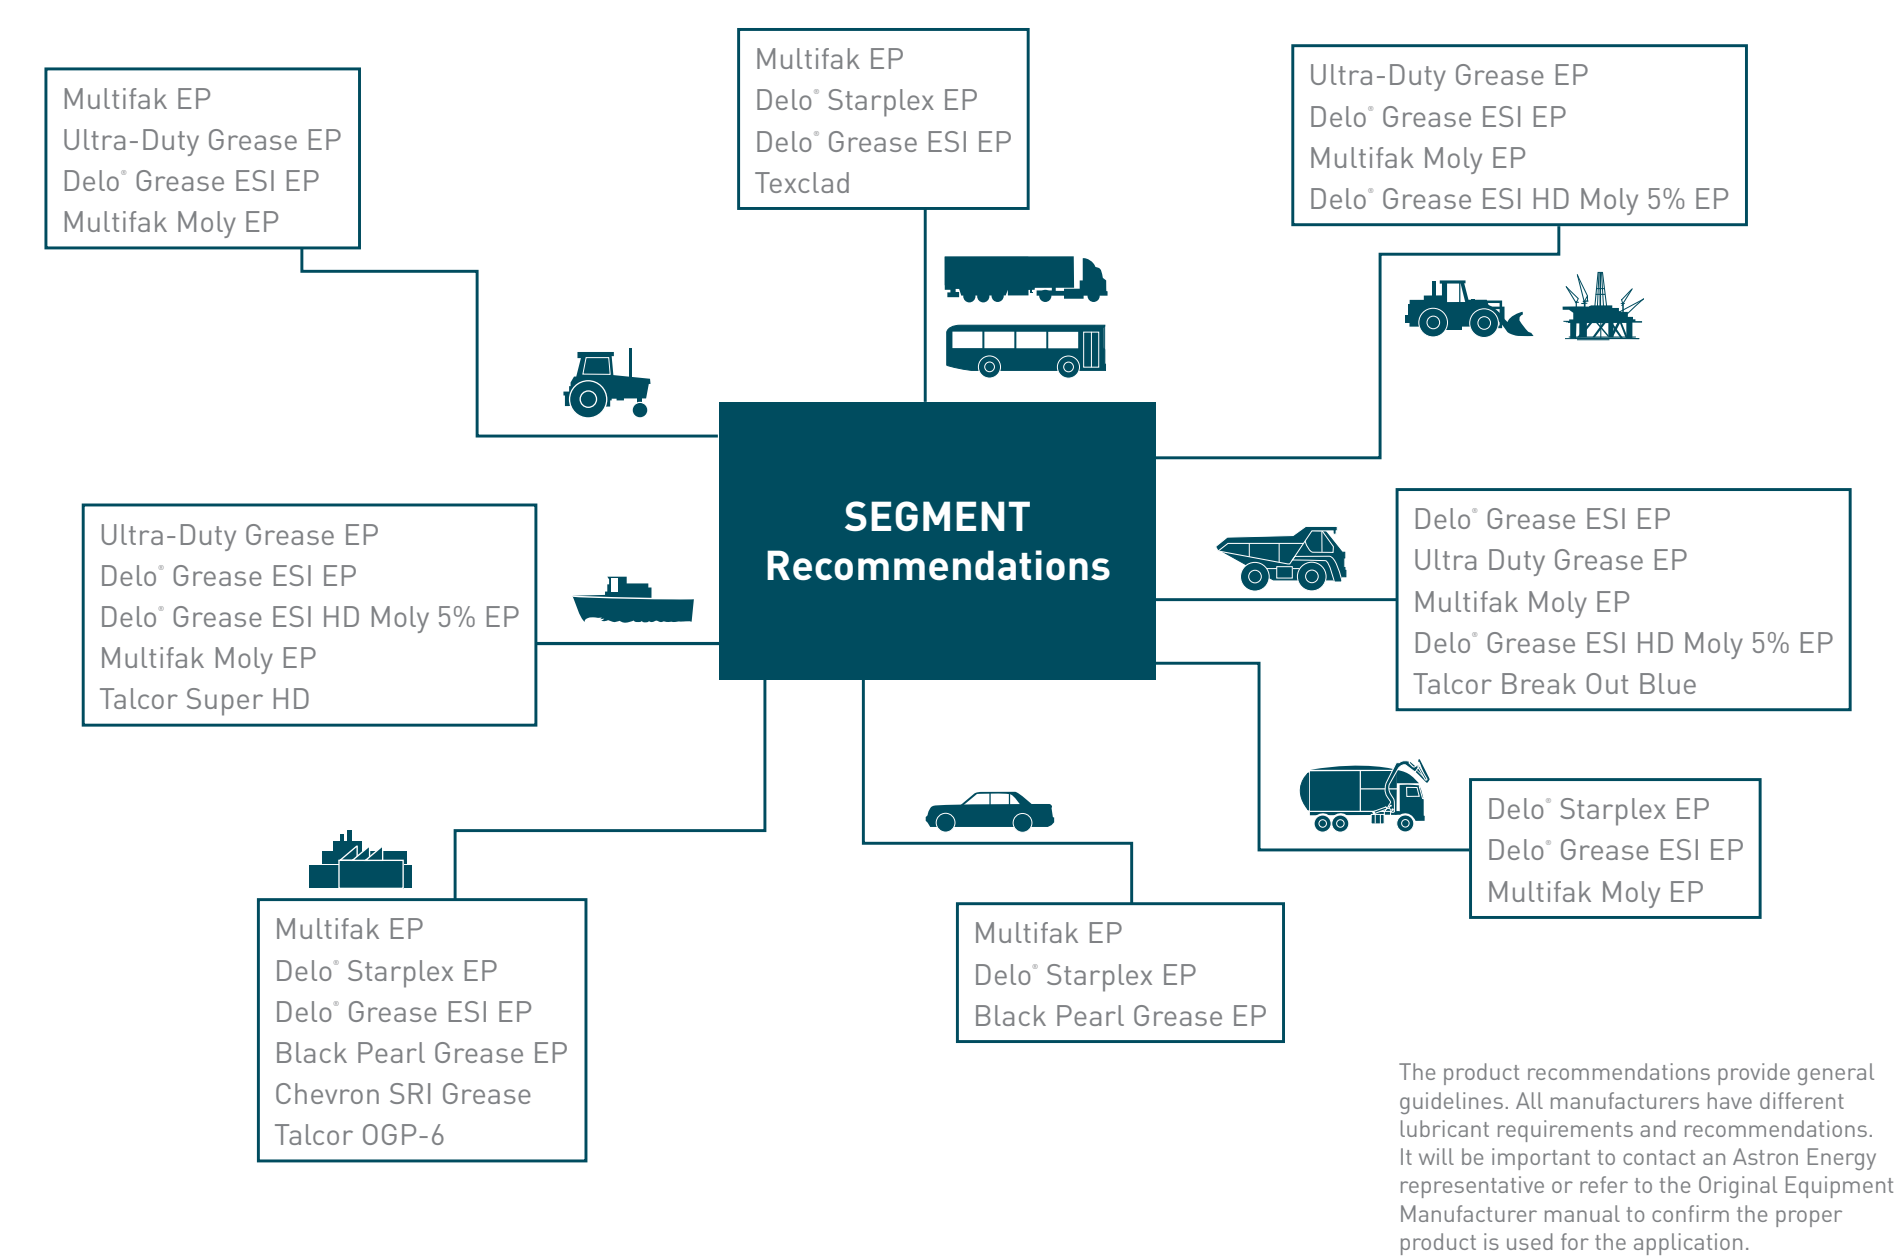 Multifak EP
Ultra-Duty Grease EP
Delo® Grease ESI EP
Multifak Moly EP
Multifak EP
Delo® Starplex EP
Delo® Grease ESI EP
Texclad
Ultra-Duty Grease EP
Delo® Grease ESI EP
Multifak Moly EP
Delo® Grease ESI HD Moly 5% EP
SEGMENT
Recommendations
Ultra-Duty Grease EP
Delo® Grease ESI EP
Delo® Grease ESI HD Moly 5% EP
Multifak Moly EP
Talcor Super HD
Delo® Grease ESI EP
Ultra Duty Grease EP
Multifak Moly EP
Delo® Grease ESI HD Moly 5% EP
Talcor Break Out Blue
Delo® Starplex EP
Delo® Grease ESI EP
Multifak Moly EP
Multifak EP
Delo® Starplex EP
Delo® Grease ESI EP
Black Pearl Grease EP
Chevron SRI Grease
Talcor OGP-6
Multifak EP
Delo® Starplex EP
Black Pearl Grease EP
The product recommendations provide general
guidelines. All manufacturers have different
lubricant requirements and recommendations.
It will be important to contact an Astron Energy
representative or refer to the Original Equipment
Manufacturer manual to confirm the proper
product is used for the application.